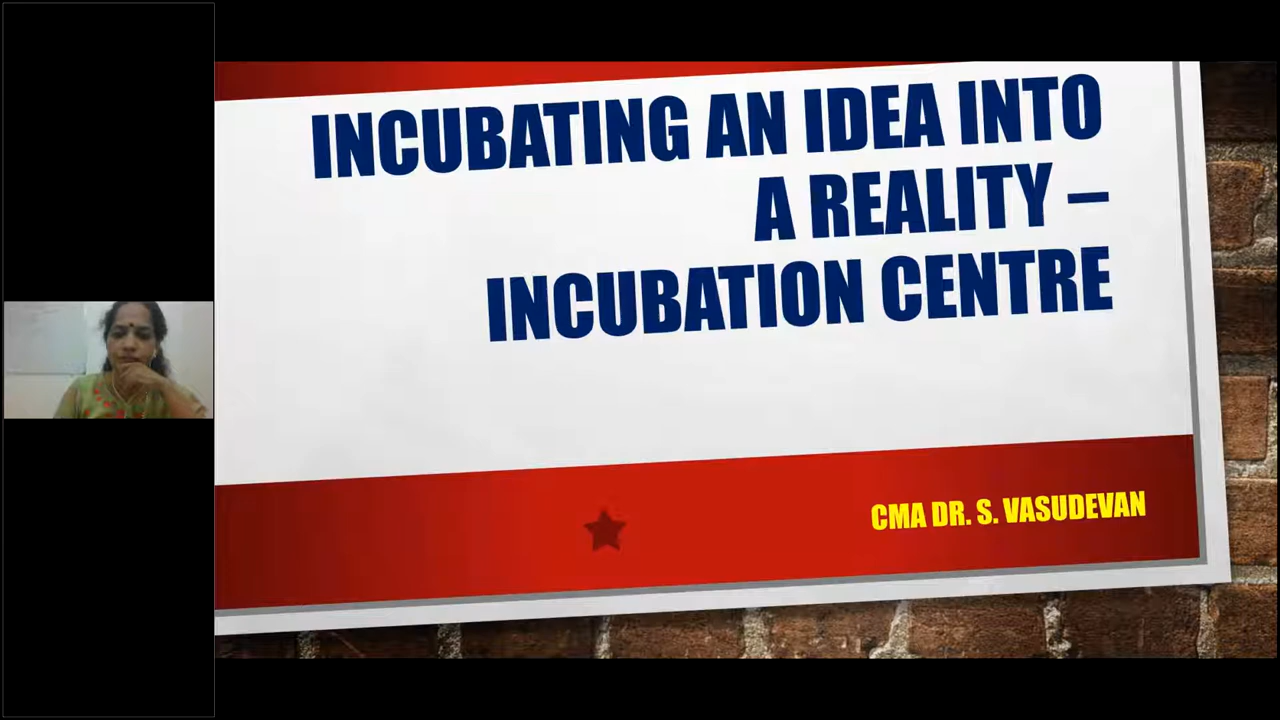 INCUBATING AN IDEA INTO
A REALITY –
INCUBATION CENTRE
CMA DR. S. VASUDEVAN